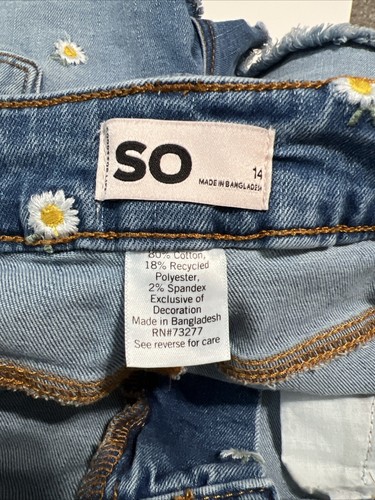 SO
14
MADE IN BANGLADESH
80% Cotton,
18% Recycled
Polyester,
2% Spandex
Exclusive of
Decoration
Made in Bangladesh
RN#73277
See reverse for care